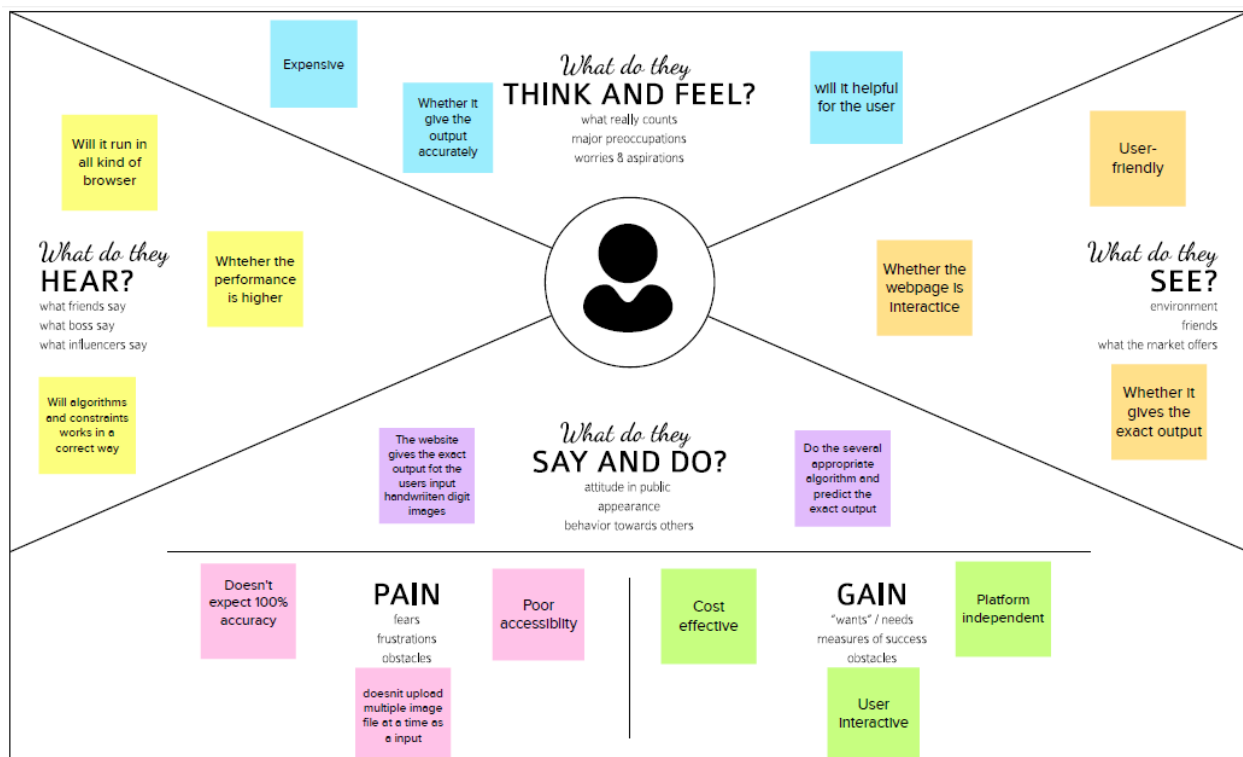 Expensive
What do they
THINK AND FEEL?
what really counts
major preoccupations
worries & aspirations
Whether it
give the
output
accurately
will it helpful
for the user
Will it run in
all kind of
browser
User-
friendly
What do they
HEAR?
what friends say
what boss say
what influencers say
Whteher the
performance
is higher
Whether the
webpage is
interactice
What do they
SEE?
environment
friends
what the market offers
Will algorithms
and constraints
works in a
correct way
Whether it
gives the
exact output
The website
gives the exact
output fot the
users input
handwriiten digit
images
What do they
SAY AND DO?
attitude in public
appearance
behavior towards others
Do the several
appropriate
algorithm and
predict the
exact output
Doesn't
expect 100%
accuracy
PAIN
fears
frustrations
obstacles
Poor
accessiblity
doesnit upload
multiple image
file at a time as
a input
Cost
effective
GAIN
"wants" / needs
measures of success
obstacles
Platform
independent
User
interactive